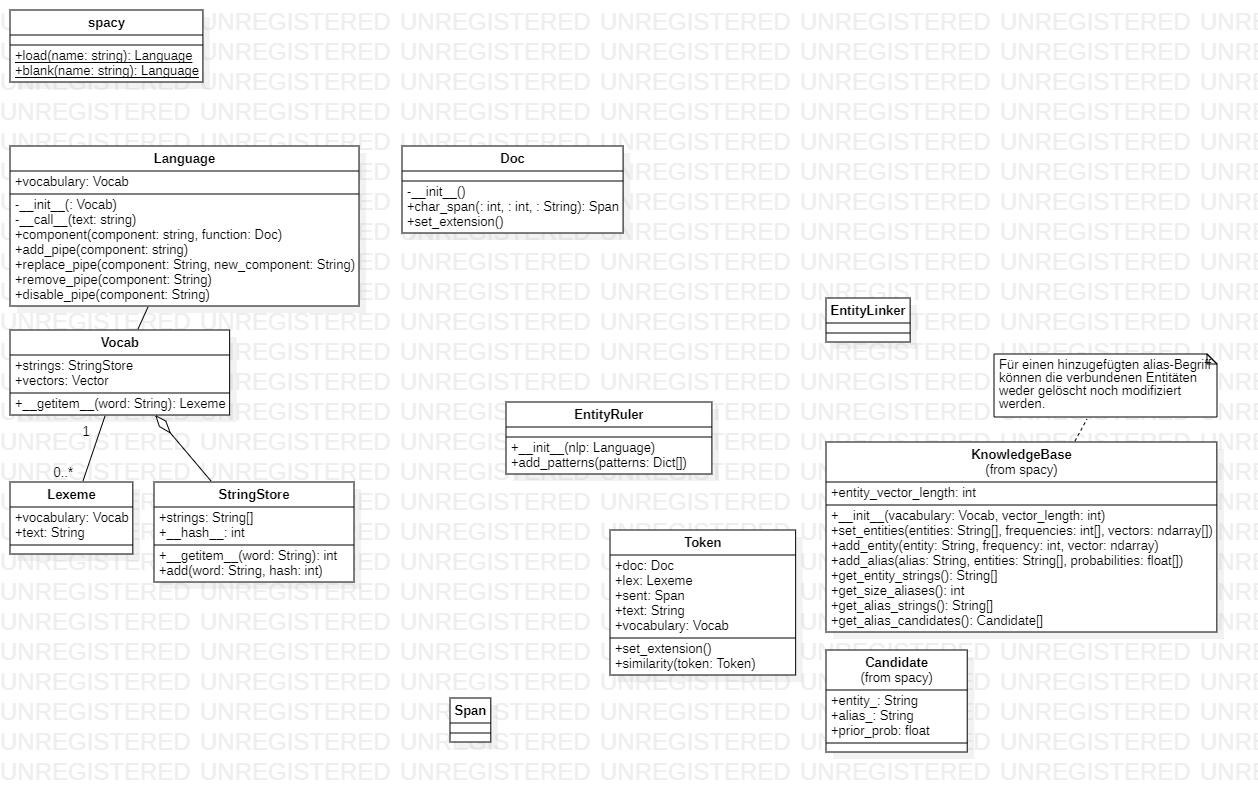 spacy
+load(name: string): Language
+blank(name: string): Language
Language
+vocabulary: Vocab
-__init__(: Vocab)
-__call__(text: string)
+component(component: string, function: Doc)
+add_pipe(component: string)
+replace_pipe(component: String, new_component: String)
+remove_pipe(component: String)
+disable_pipe(component: String)
Doc
-__init__()
+char_span(: int, : int, : String): Span
+set_extension()
Vocab
+strings: StringStore
+vectors: Vector
+__getitem__(word: String): Lexeme
1
0..*
Lexeme
+vocabulary: Vocab
+text: String
StringStore
+strings: String[]
+__hash__: int
+__getitem__(word: String): int
+add(word: String, hash: int)
EntityRuler
+__init__(nlp: Language)
+add_patterns(patterns: Dict[])
Token
+doc: Doc
+lex: Lexeme
+sent: Span
+text: String
+vocabulary: Vocab
+set_extension()
+similarity(token: Token)
Span
EntityLinker
Für einen hinzugefügten alias-Begriff
können die verbundenen Entitäten
weder gelöscht noch modifiziert
werden.
KnowledgeBase
(from spacy)
+entity_vector_length: int
+__init__(vacabulary: Vocab, vector_length: int)
+set_entities(entities: String[], frequencies: int[], vectors: ndarray[])
+add_entity(entity: String, frequency: int, vector: ndarray)
+add_alias(alias: String, entities: String[], probabilities: float[])
+get_entity_strings(): String[]
+get_size_aliases(): int
+get_alias_strings(): String[]
+get_alias_candidates(): Candidate[]
Candidate
(from spacy)
+entity_: String
+alias_: String
+prior_prob: float
UNREGISTERED